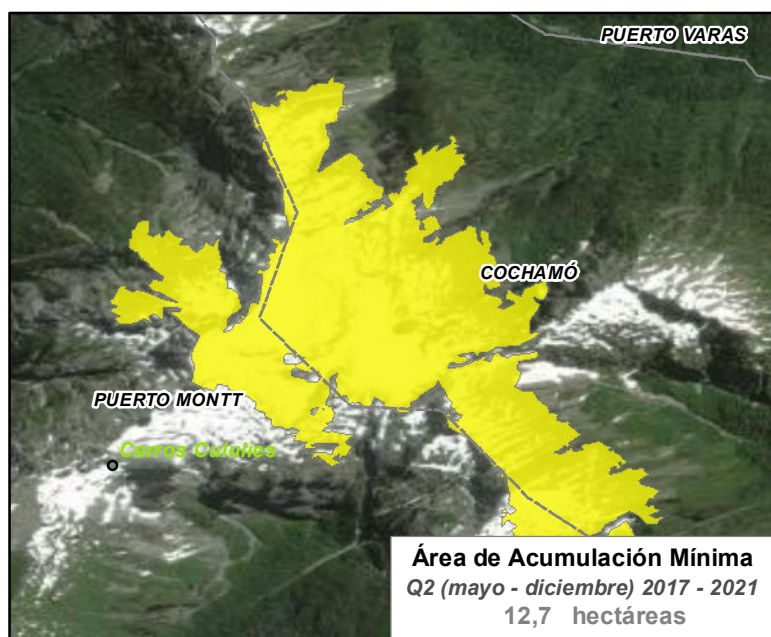 PUERTO VARAS
COCHAMÓ
PUERTO MONTT
Cerros Cululies
Área de Acumulación Mínima
Q2 (mayo - diciembre) 2017 - 2021
12,7 hectáreas